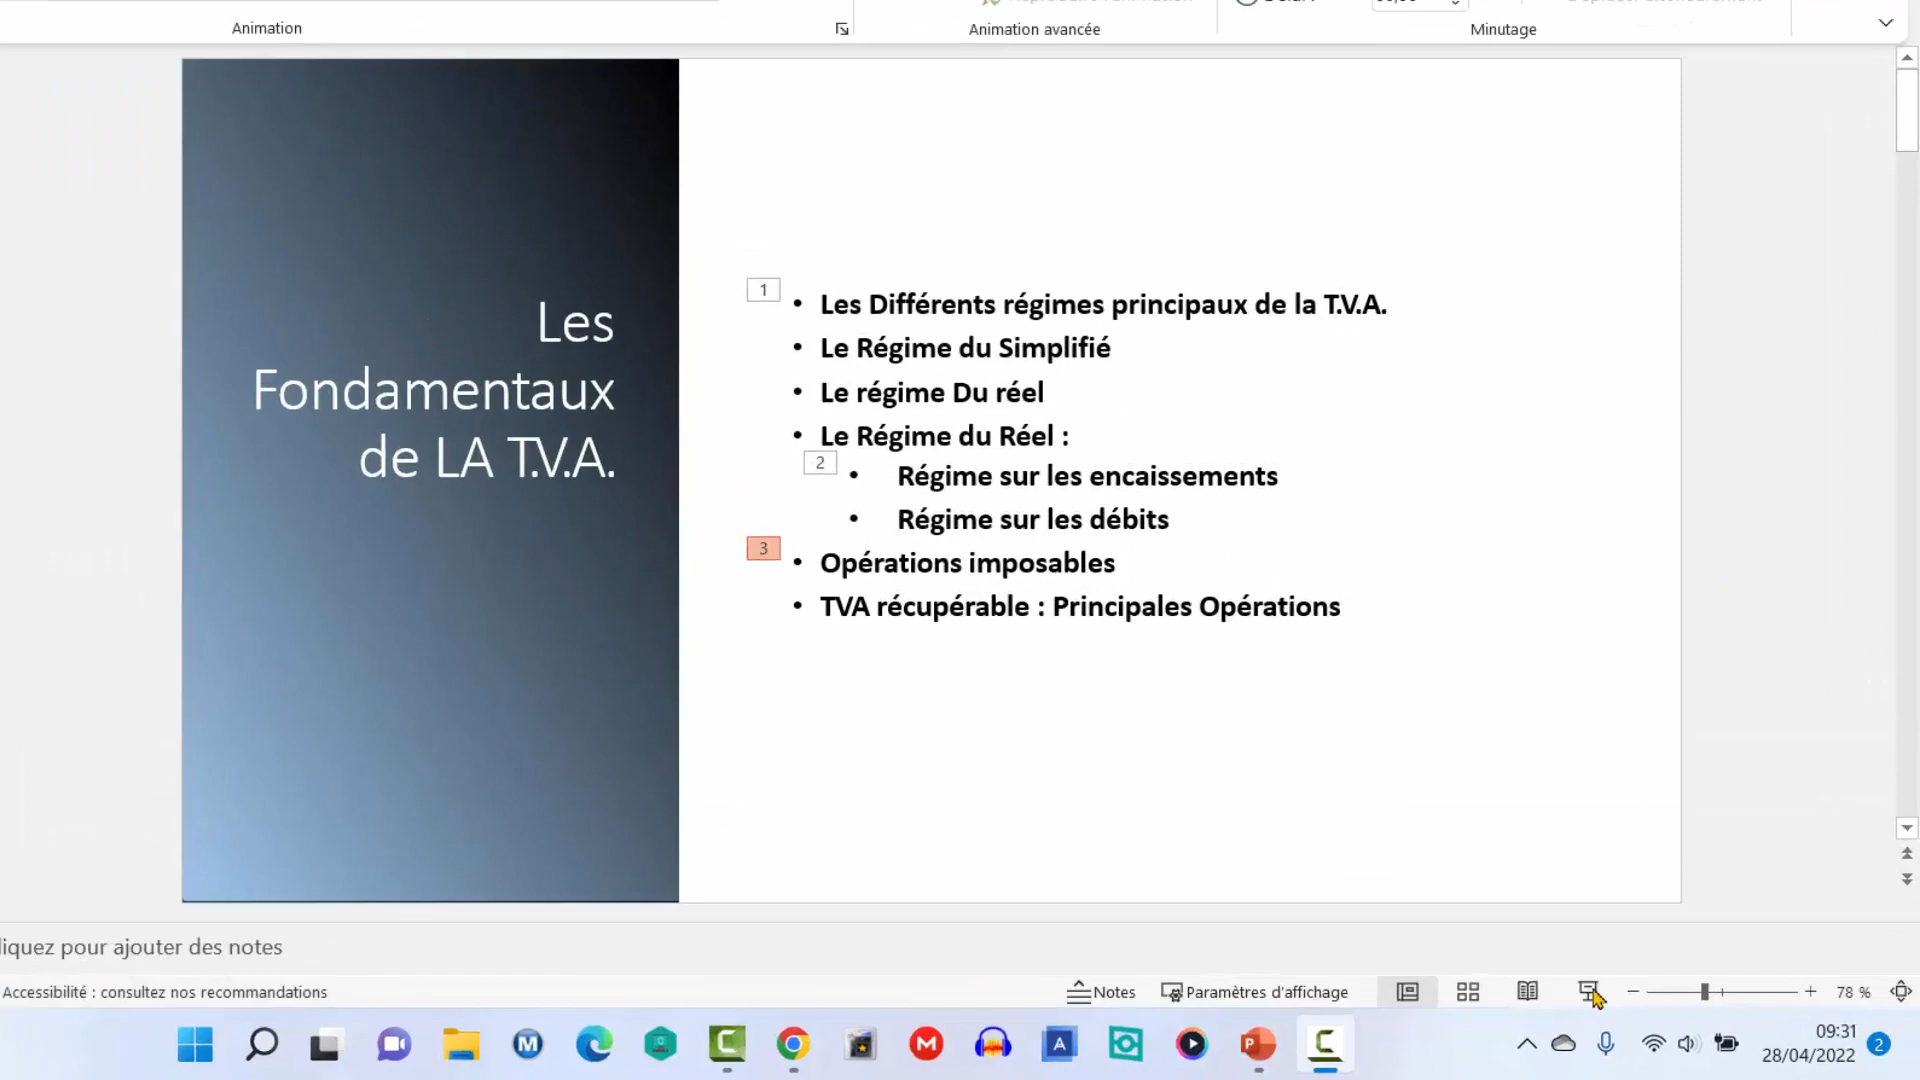 Animation
Animation avancée
Minutage
Les
Fondamentaux
de LA T.V.A.
1
• Les Différents régimes principaux de la T.V.A.
• Le Régime du Simplifié
• Le régime Du réel
• Le Régime du Réel :
2
• Régime sur les encaissements
• Régime sur les débits
3
• Opérations imposables
• TVA récupérable : Principales Opérations
liquez pour ajouter des notes
Accessibilité : consultez nos recommandations
Notes
Paramètres d'affichage
78 %
09:31
28/04/2022
2